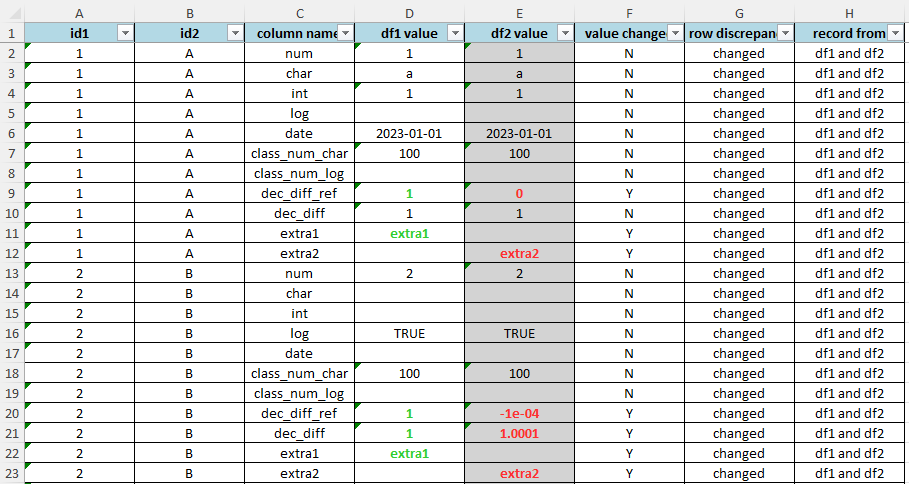 A B C D E F G H
1 id1 id2 column name df1 value df2 value value change row discrepan record from
2 1 A num 1 1 N changed df1 and df2
3 1 A char a a N changed df1 and df2
4 1 A int 1 1 N changed df1 and df2
5 1 A log N changed df1 and df2
6 1 A date 2023-01-01 2023-01-01 N changed df1 and df2
7 1 A class_num_char 100 100 N changed df1 and df2
8 1 A class_num_log N changed df1 and df2
9 1 A dec_diff_ref 1 0 Y changed df1 and df2
10 1 A dec_diff 1 1 N changed df1 and df2
11 1 A extra1 extra1 Y changed df1 and df2
12 1 A extra2 extra2 Y changed df1 and df2
13 2 B num 2 2 N changed df1 and df2
14 2 B char N changed df1 and df2
15 2 B int N changed df1 and df2
16 2 B log TRUE TRUE N changed df1 and df2
17 2 B date N changed df1 and df2
18 2 B class_num_char 100 100 N changed df1 and df2
19 2 B class_num_log N changed df1 and df2
20 2 B dec_diff_ref 1 -1e-04 Y changed df1 and df2
21 2 B dec_diff 1 1.0001 Y changed df1 and df2
22 2 B extra1 extra1 Y changed df1 and df2
23 2 B extra2 extra2 Y changed df1 and df2